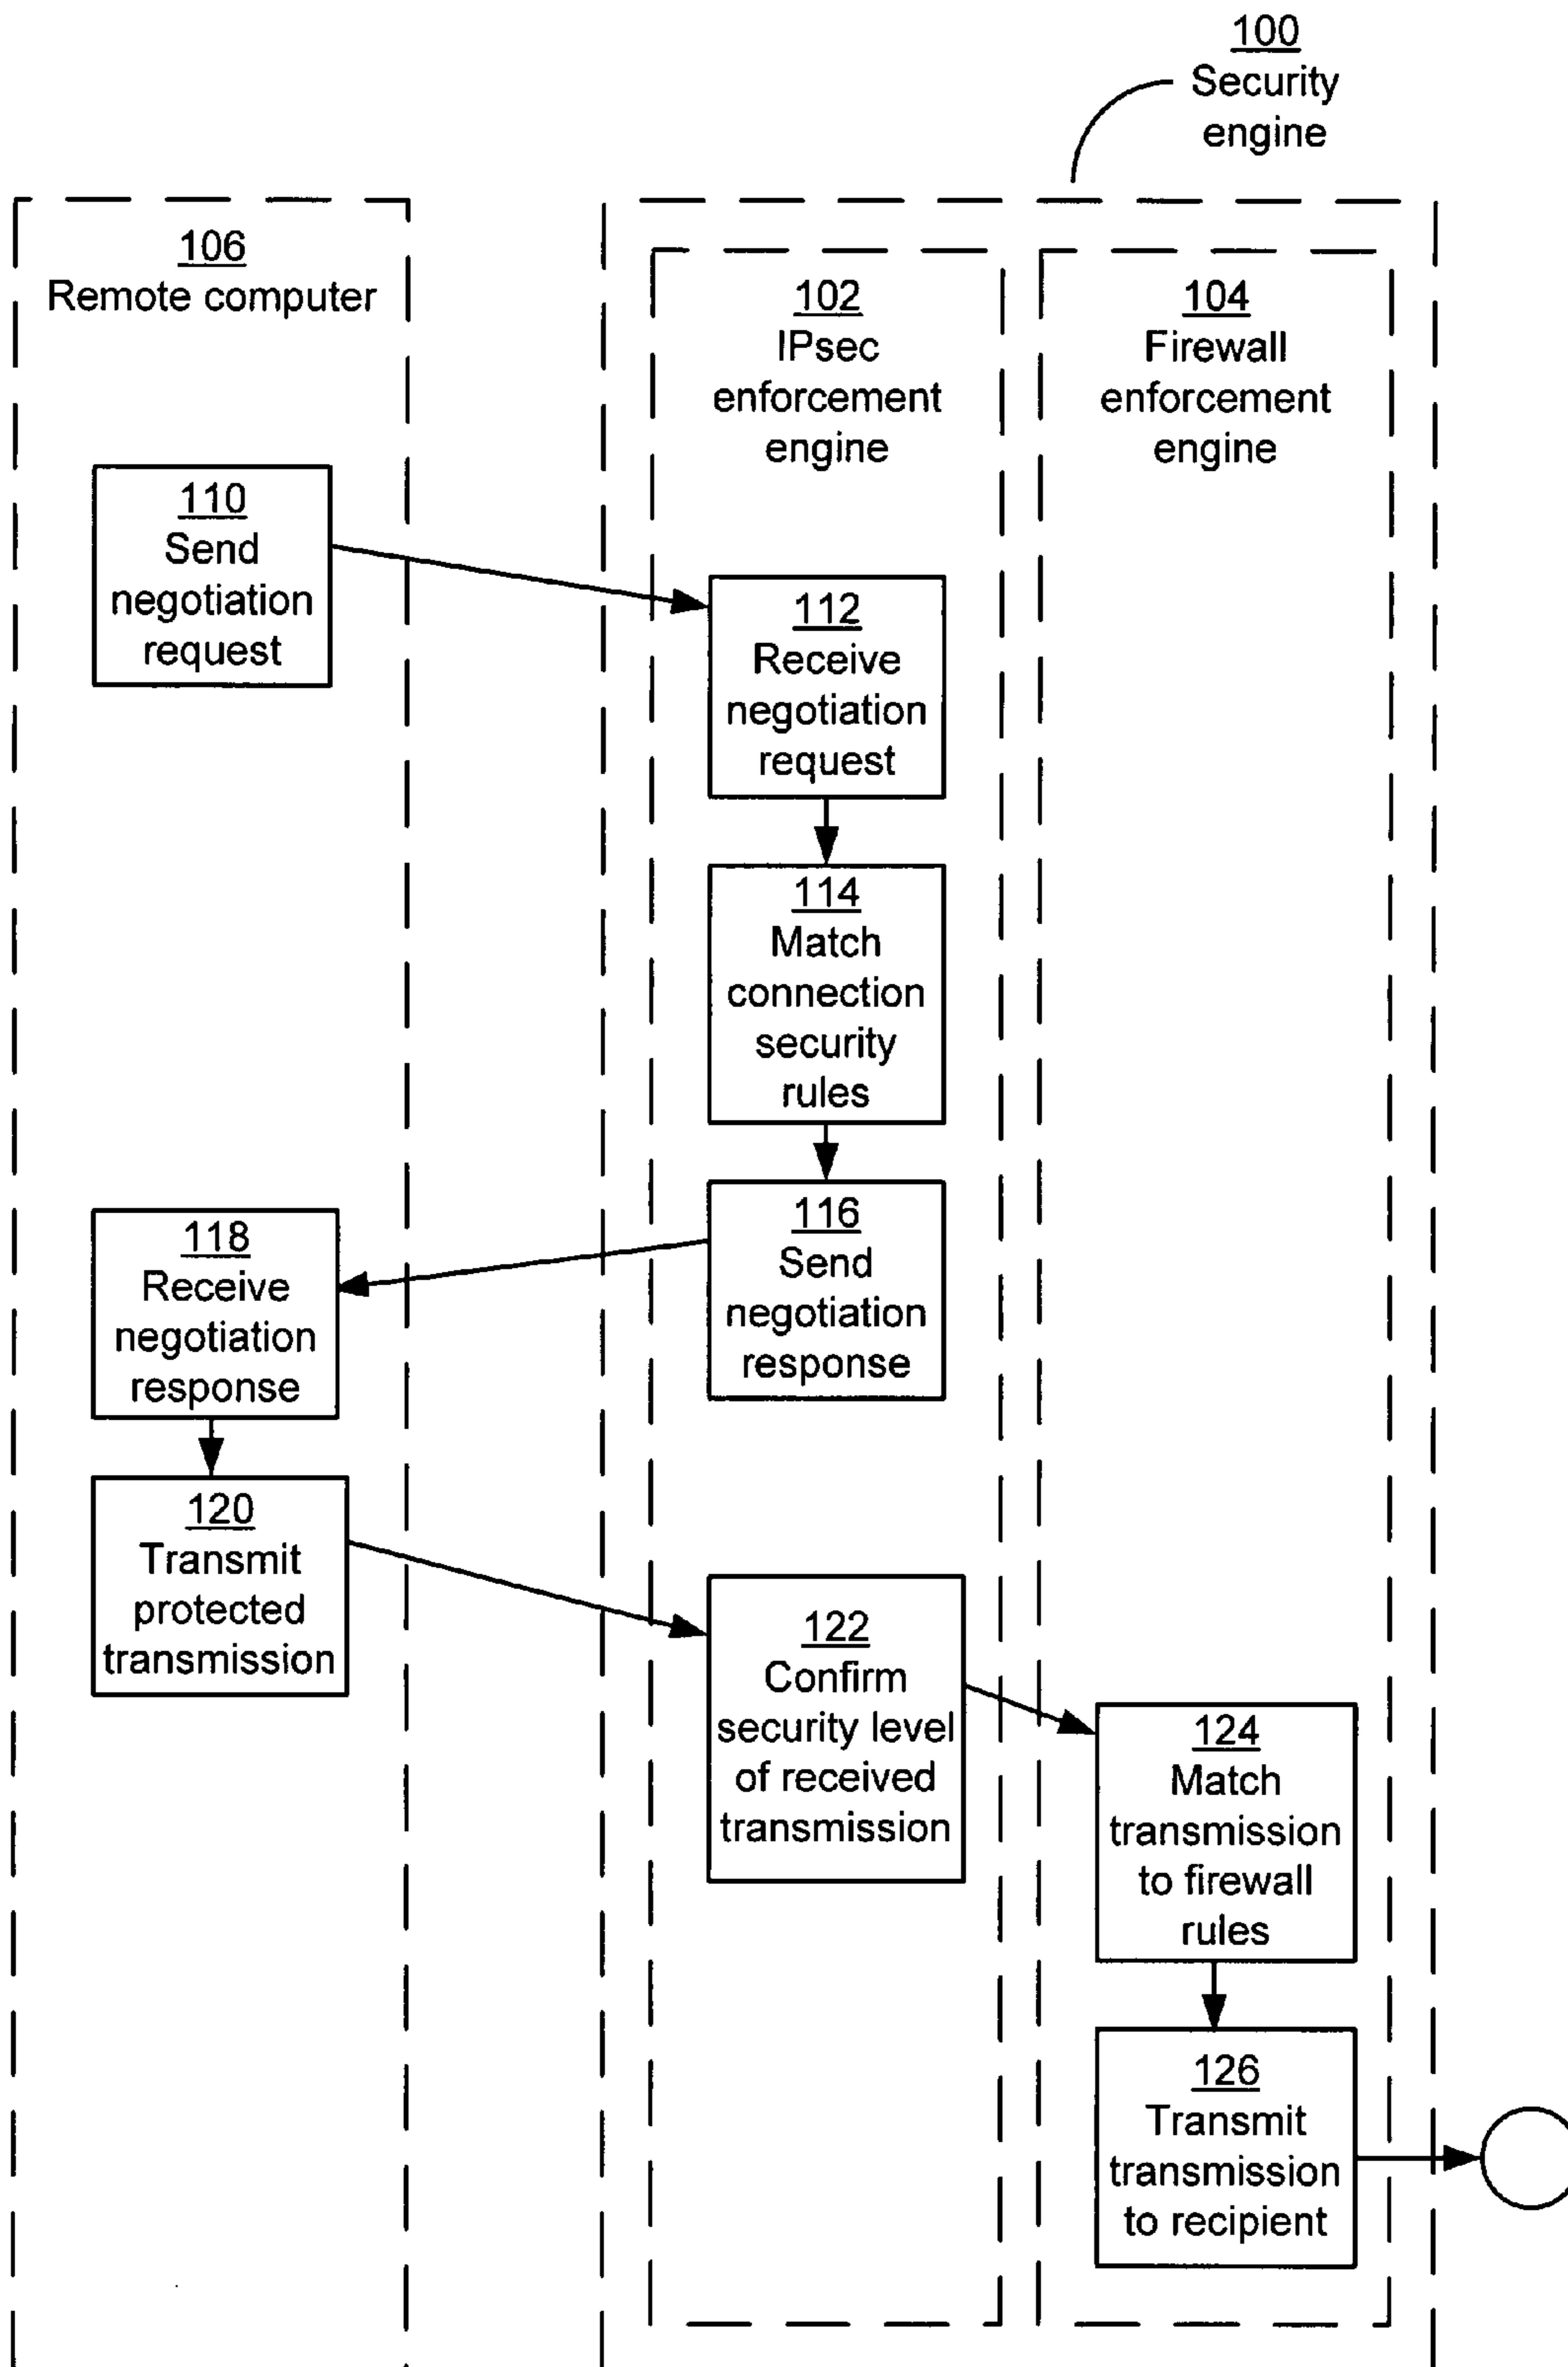 100
Security
engine
106
Remote computer
102
IPsec
enforcement
engine
104
Firewall
enforcement
engine
110
Send
negotiation
request
112
Receive
negotiation
request
114
Match
connection
security
rules
116
Send
negotiation
response
118
Receive
negotiation
response
120
Transmit
protected
transmission
122
Confirm
security level
of received
transmission
124
Match
transmission
to firewall
rules
126
Transmit
transmission
to recipient